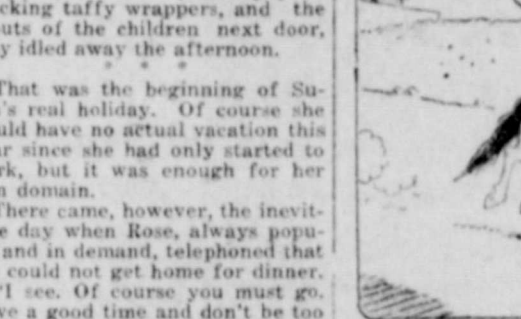 cking taffy wrappers, and the
uts of the children next door,
y idled away the afternoon.
* * *
That was the beginning of Su-
's real holiday. Of course she
uld have no actual vacation this
ar since she had only started to
rk, but it was enough for her
n domain.
There came, however, the inevit-
e day when Rose, always popu-
and in demand, telephoned that
could not get home for dinner.
"I see. Of course you must go.
ve a good time and don't be too